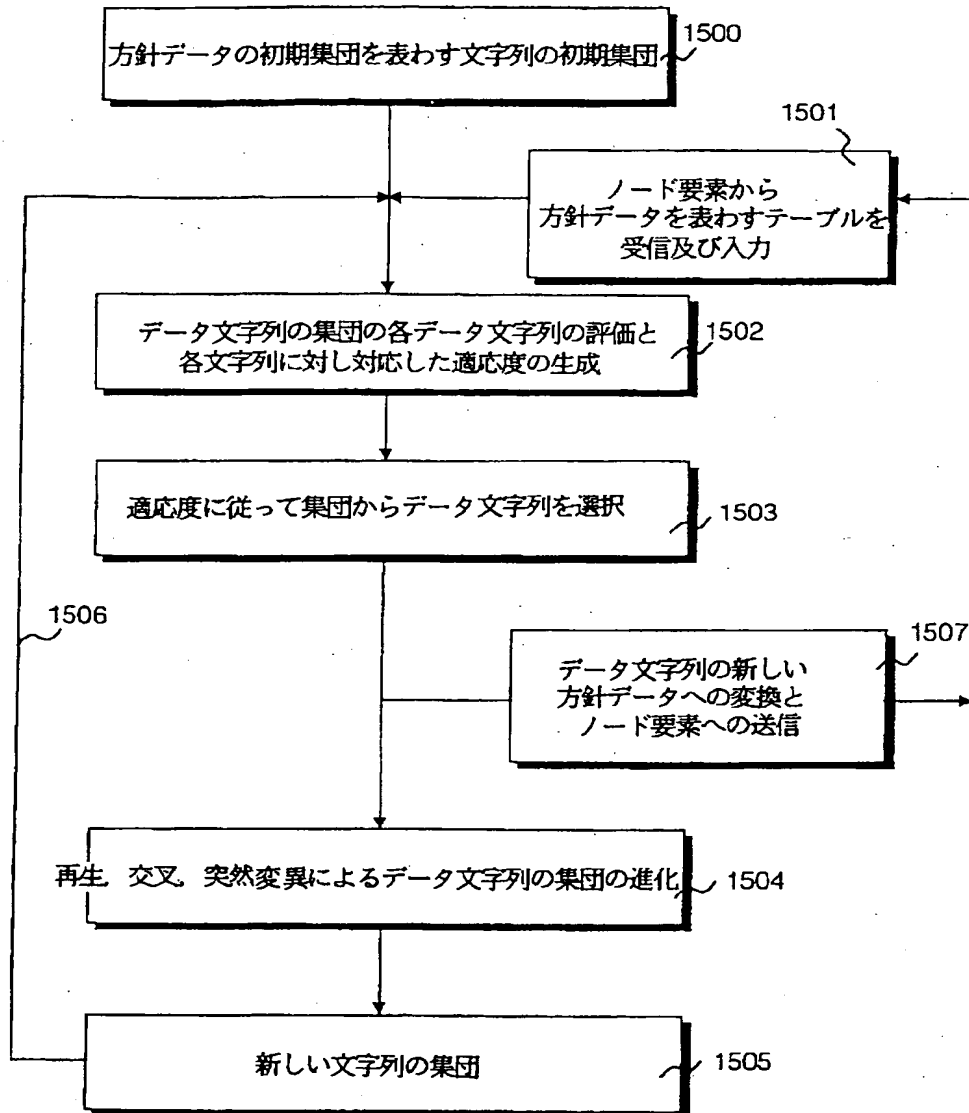 方針データの初期集団を表わす文字列の初期集団
1500
1501
ノード要素から
方針データを表わすテーブルを
受信及び入力
データ文字列の集団の各データ文字列の評価と
各文字列に対し対応した適応度の生成
1502
適応度に従って集団からデータ文字列を選択
1503
1506
1507
データ文字列の新しい
方針データへの変換と
ノード要素への送信
再生, 交叉, 突然変異によるデータ文字列の集団の進化
1504
新しい文字列の集団
1505